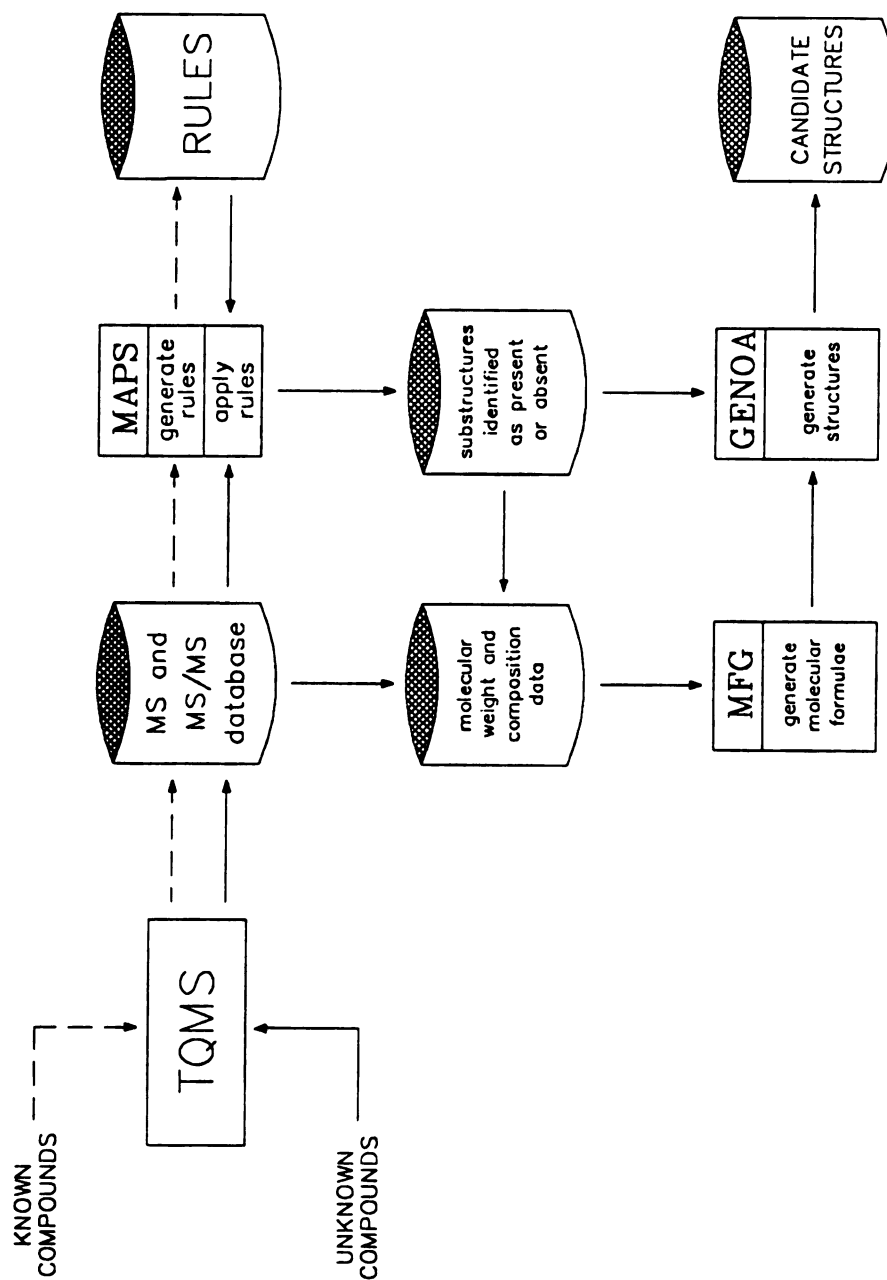 KNOWN
COMPOUNDS
UNKNOWN
COMPOUNDS
TQMS
MS and
MS/MS
database
MAPS
generate
rules
apply
rules
RULES
molecular
weight and
composition
data
substructures
identified
as present
or absent
MFG
generate
molecular
formulae
GENOA
generate
structures
CANDIDATE
STRUCTURES